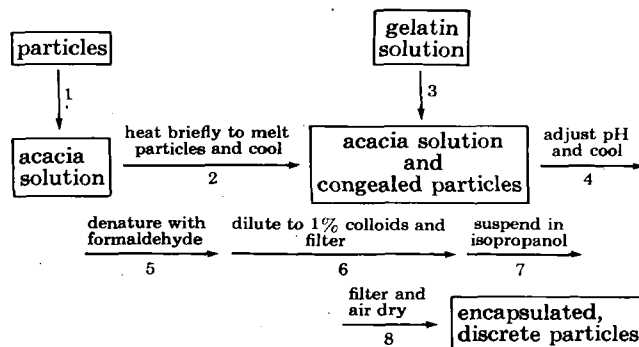 particles
gelatin
solution
1
3
acacia
solution
heat briefly to melt
particles and cool
2
acacia solution
and
congealed particles
adjust pH
and cool
4
denature with
formaldehyde
5
dilute to 1% colloids and
filter
6
suspend in
isopropanol
7
filter and
air dry
8
encapsulated,
discrete particles